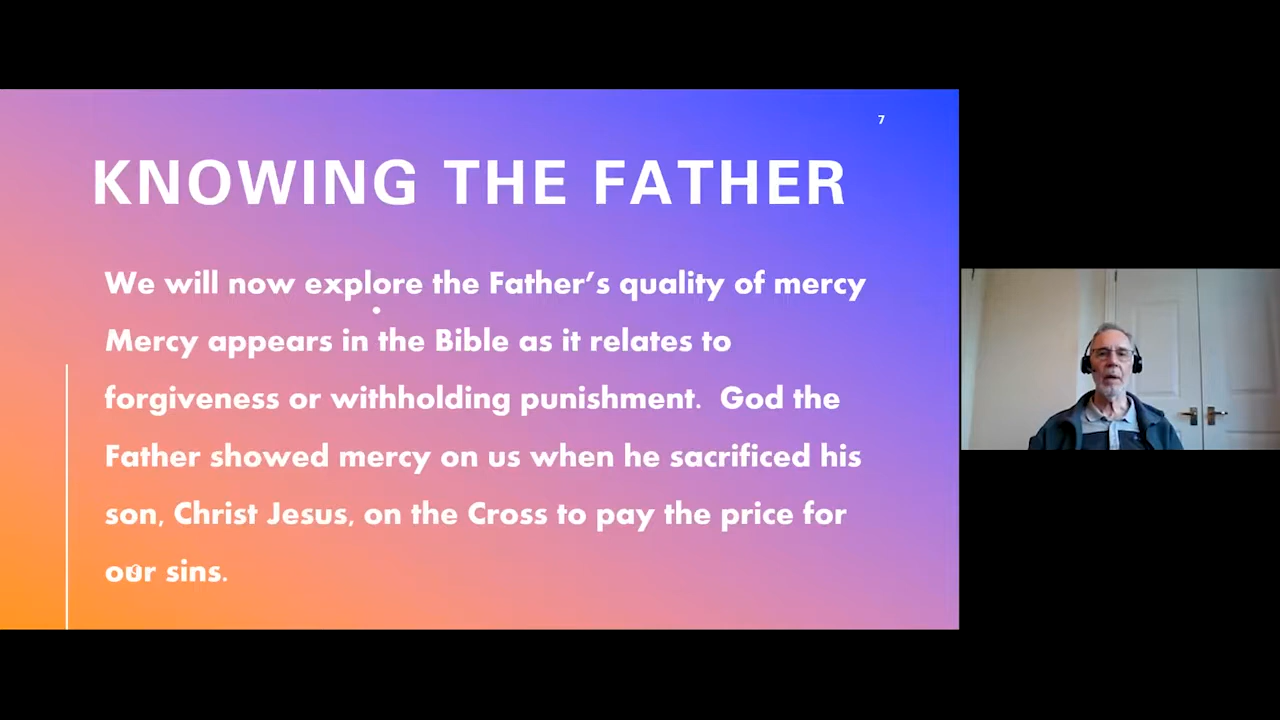 7
KNOWING THE FATHER
We will now explore the Father’s quality of mercy
Mercy appears in the Bible as it relates to
forgiveness or withholding punishment.  God the
Father showed mercy on us when he sacrificed his
son, Christ Jesus, on the Cross to pay the price for
our sins.